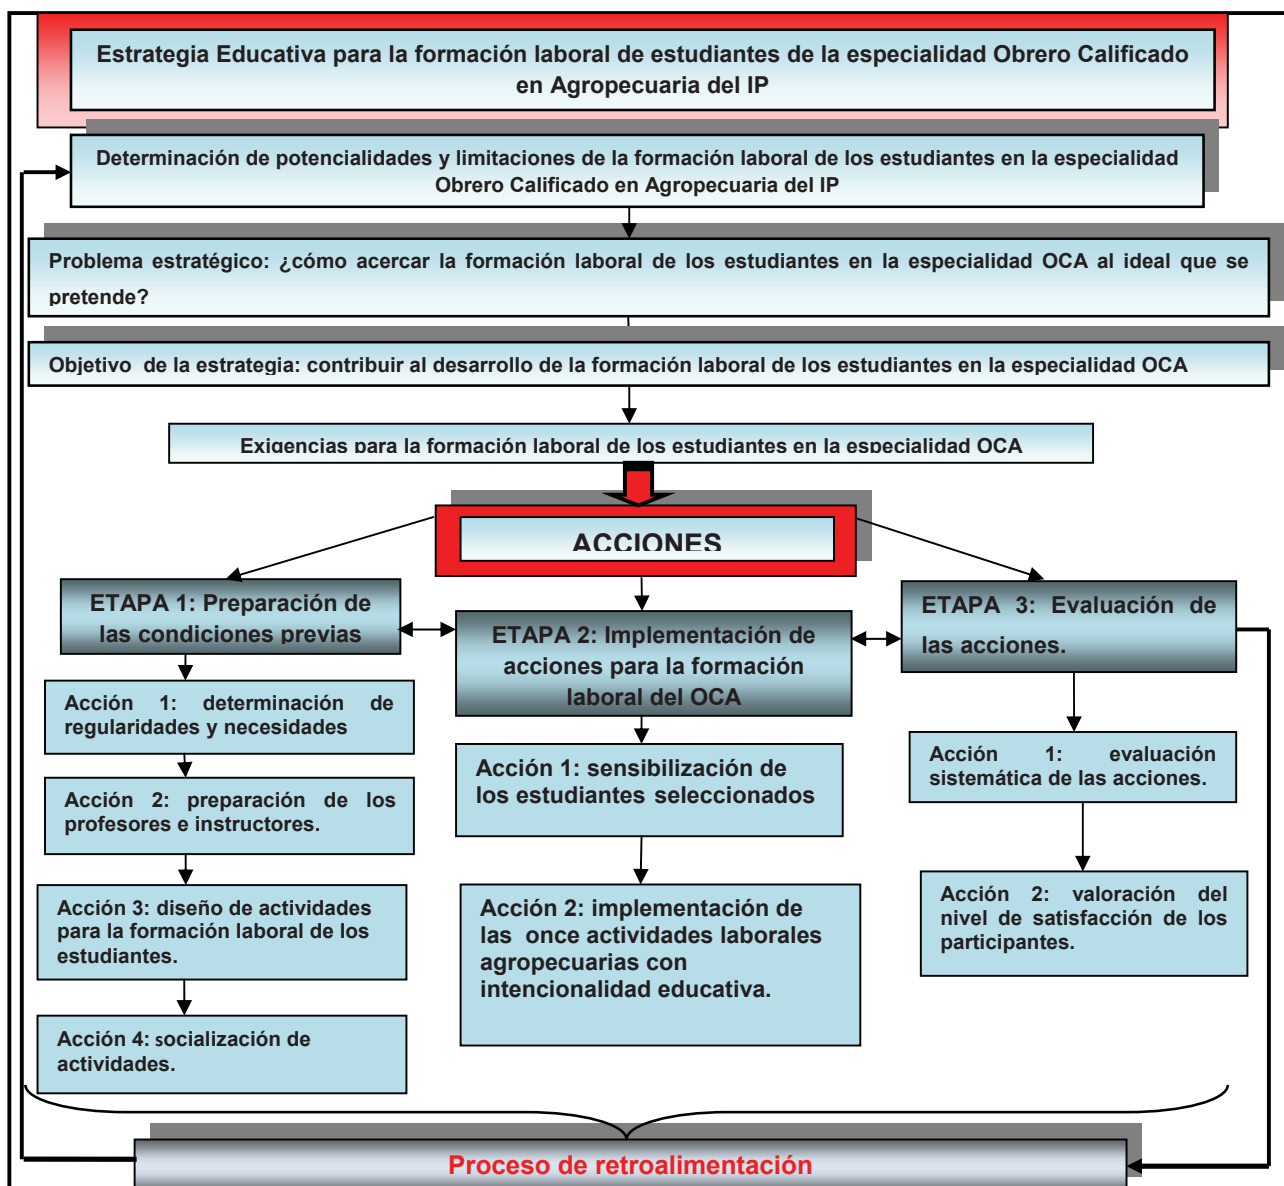 Estrategia Educativa para la formación laboral de estudiantes de la especialidad Obrero Calificado
en Agropecuaria del IP
Determinación de potencialidades y limitaciones de la formación laboral de los estudiantes en la especialidad
Obrero Calificado en Agropecuaria del IP
Problema estratégico: ¿cómo acercar la formación laboral de los estudiantes en la especialidad OCA al ideal que se
pretende?
Objetivo de la estrategia: contribuir al desarrollo de la formación laboral de los estudiantes en la especialidad OCA
Exigencias para la formación laboral de los estudiantes en la especialidad OCA
ACCIONES
ETAPA 1: Preparación de
las condiciones previas
Acción 1: determinación de
regularidades y necesidades
Acción 2: preparación de los
profesores e instructores.
Acción 3: diseño de actividades
para la formación laboral de los
estudiantes.
Acción 4: socialización de
actividades.
ETAPA 2: Implementación de
acciones para la formación
laboral del OCA
Acción 1: sensibilización de
los estudiantes seleccionados
Acción 2: implementación de
las once actividades laborales
agropecuarias con
intencionalidad educativa.
ETAPA 3: Evaluación de
las acciones.
Acción 1: evaluación
sistemática de las acciones.
Acción 2: valoración del
nivel de satisfacción de los
participantes.
Proceso de retroalimentación